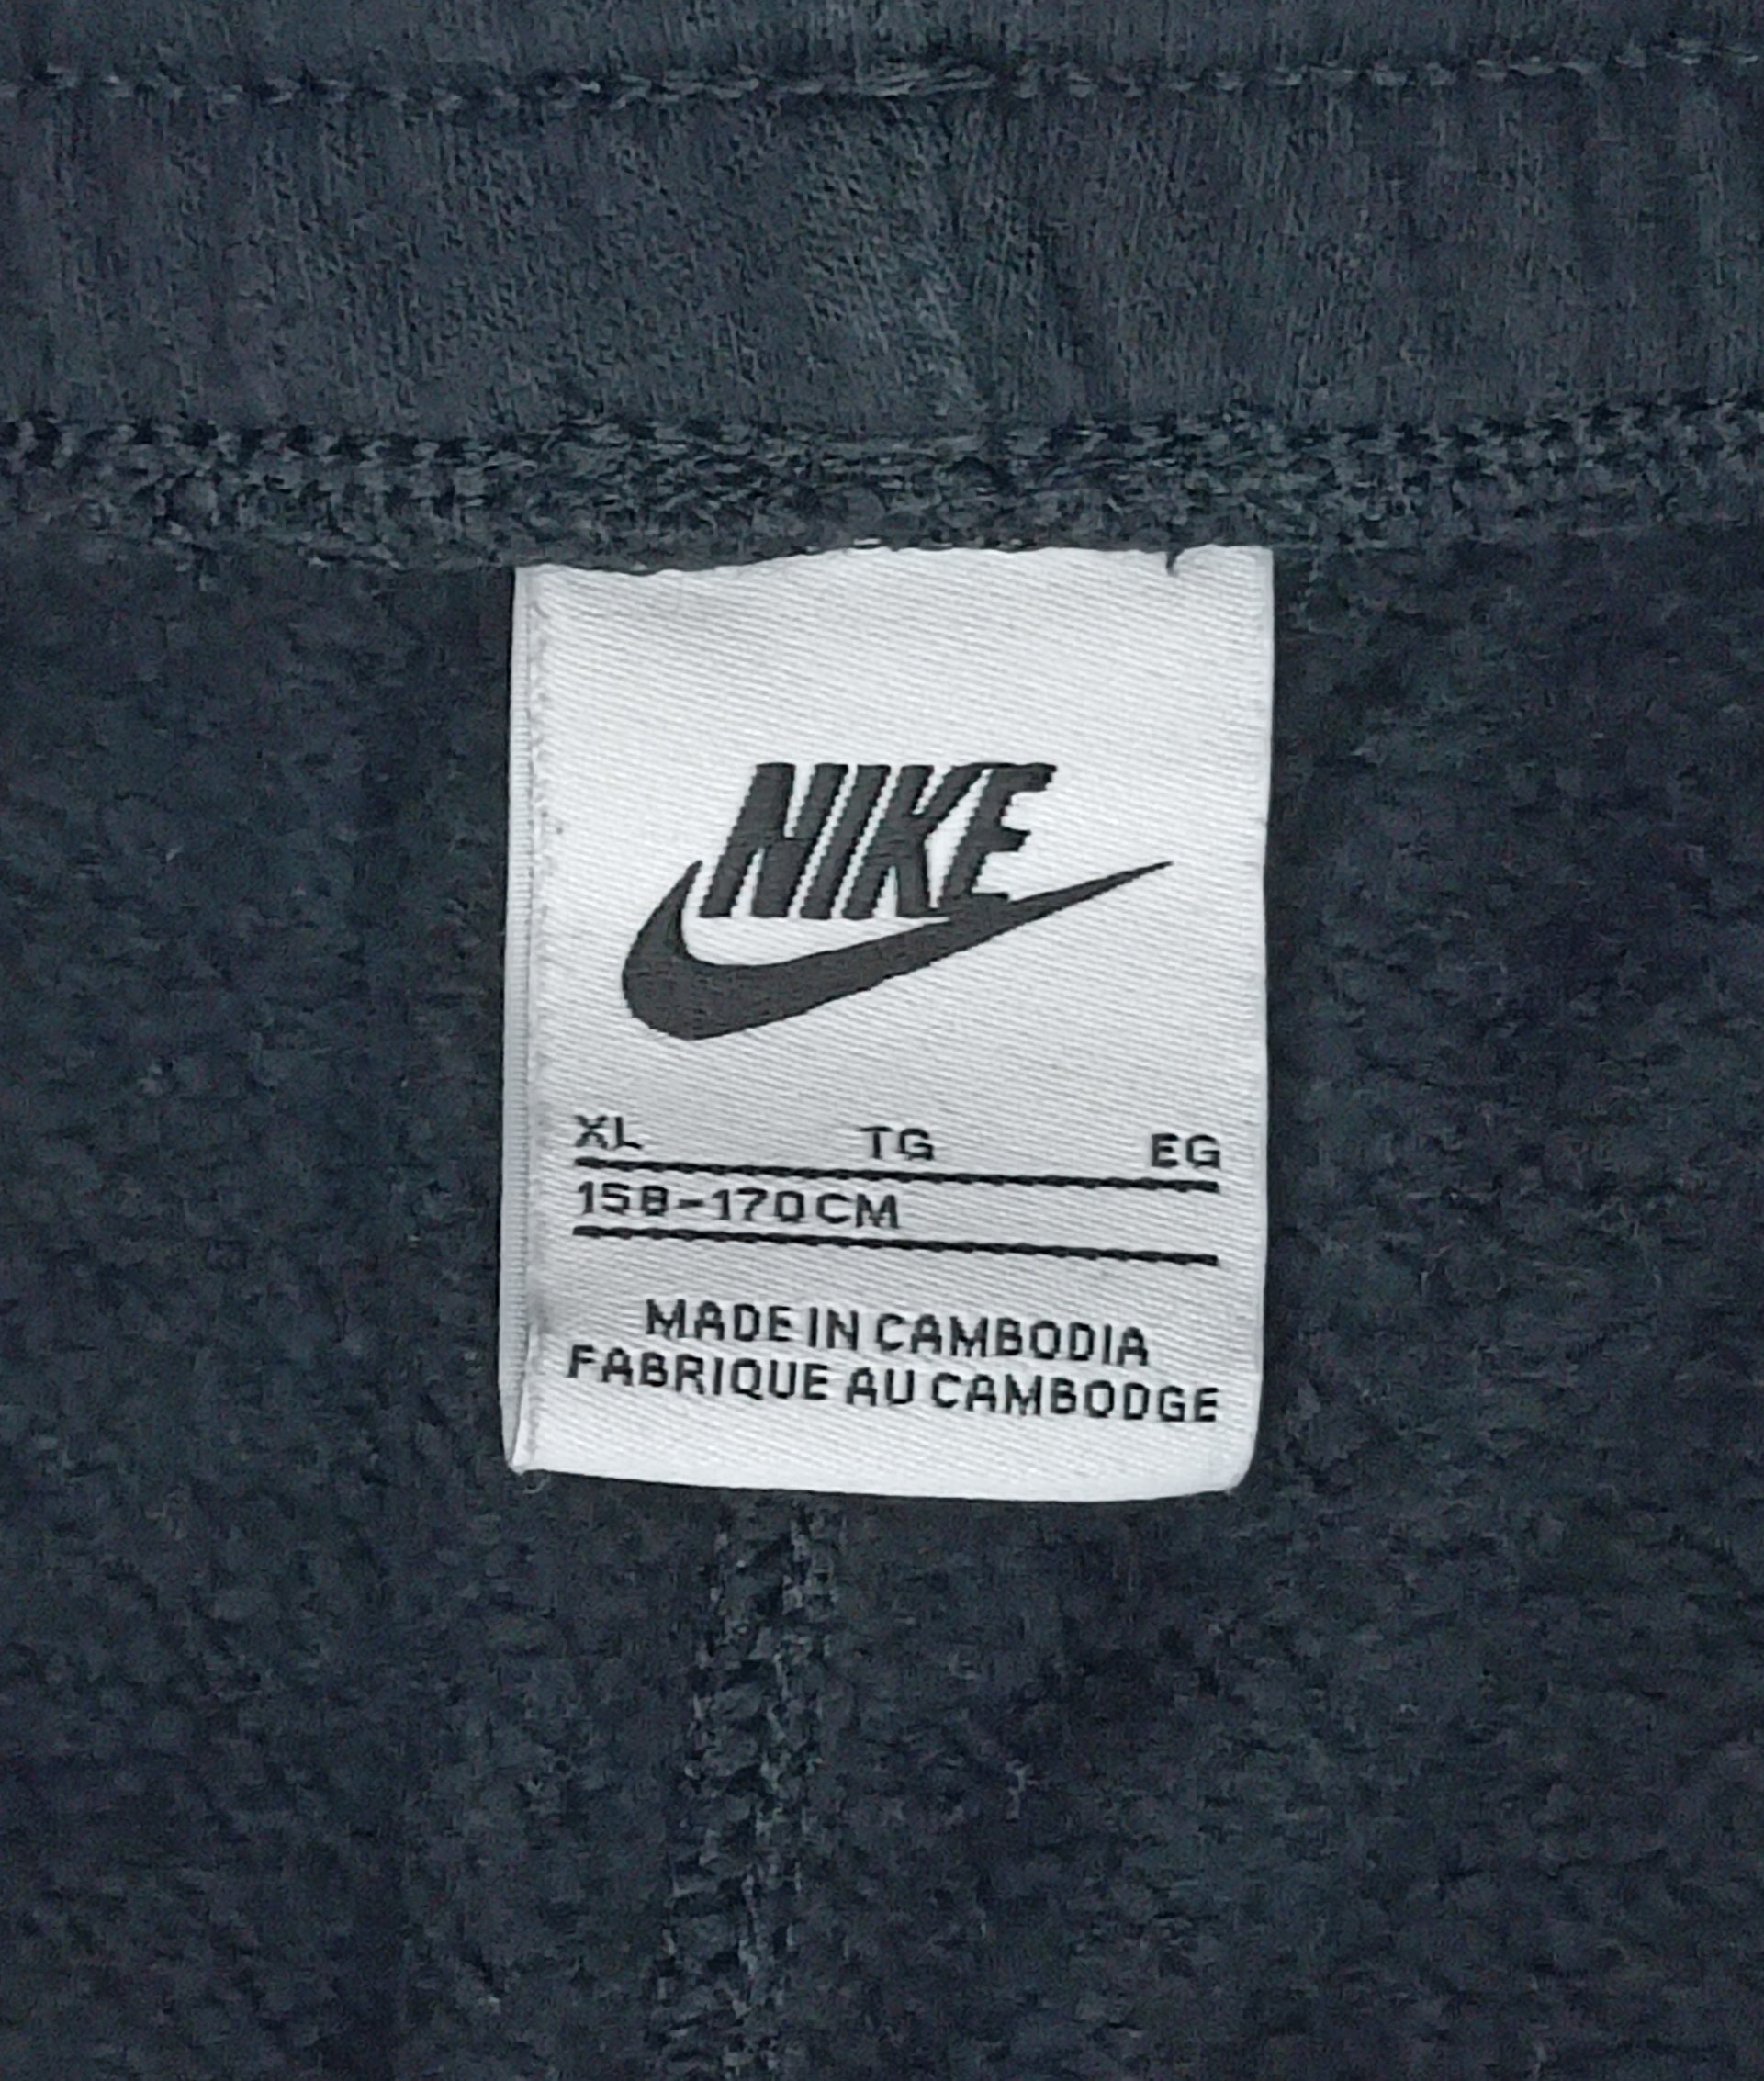 NIKE
XL TG EG
158-170CM
MADE IN CAMBODIA
FABRIQUE AU CAMBODGE